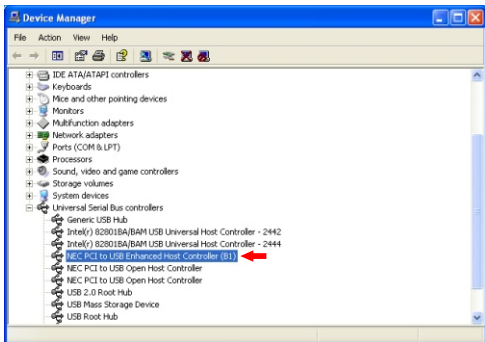 Device Manager
File Action View Help
IDE ATA/ATAPI controllers
Keyboards
Mice and other pointing devices
Monitors
Multifunction adapters
Network adapters
Ports (COM & LPT)
Processors
Sound, video and game controllers
Storage volumes
System devices
Universal Serial Bus controllers
Generic USB Hub
Intel(r) 82801BA/BAM USB Universal Host Controller - 2442
Intel(r) 82801BA/BAM USB Universal Host Controller - 2444
NEC PCI to USB Enhanced Host Controller (B1)
NEC PCI to USB Open Host Controller
NEC PCI to USB Open Host Controller
USB 2.0 Root Hub
USB Mass Storage Device
USB Root Hub